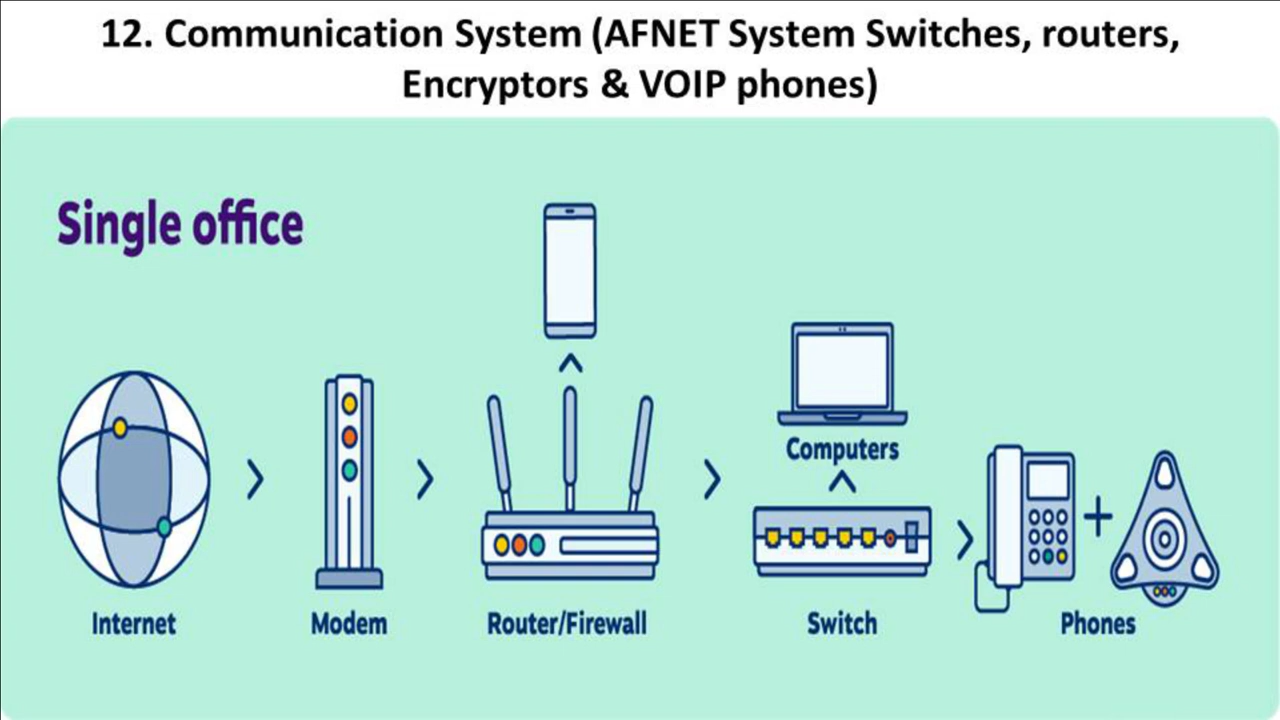 12. Communication System (AFNET System Switches, routers,
Encryptors & VOIP phones)
Single office
Computers
Internet
Modem
Router/Firewall
Switch
Phones